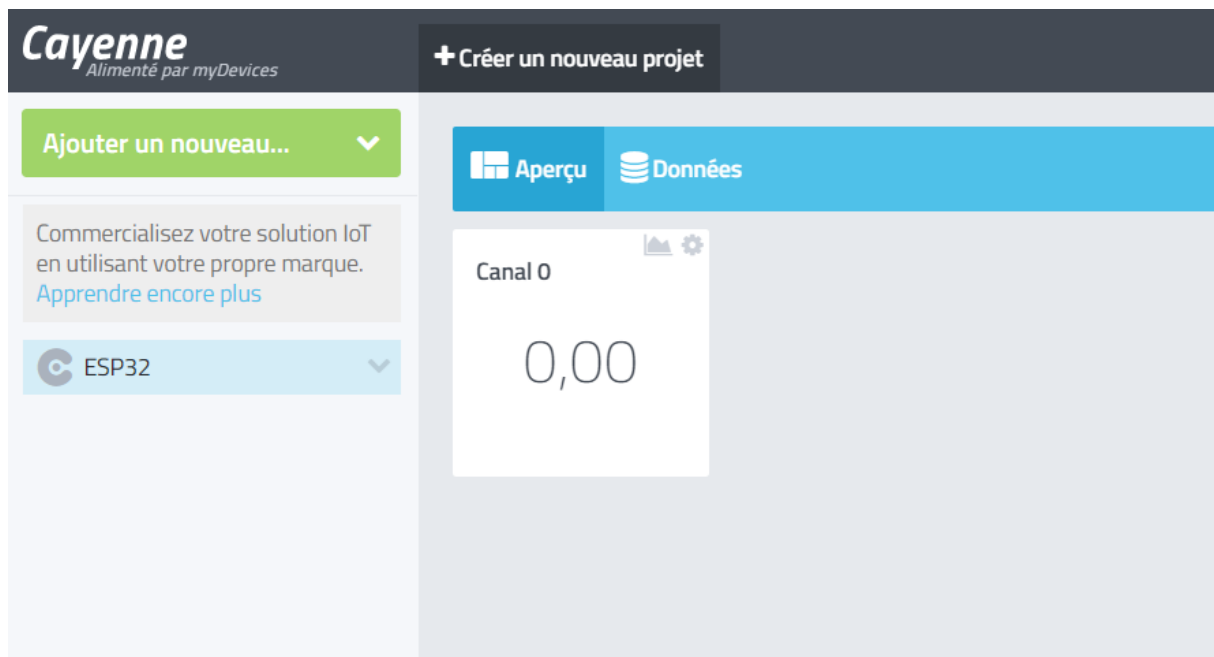 Cayenne
Alimenté par myDevices
+ Créer un nouveau projet
Ajouter un nouveau...
Commercialisez votre solution IoT
en utilisant votre propre marque.
Apprendre encore plus
ESP32
Aperçu
Données
Canal 0
0,00